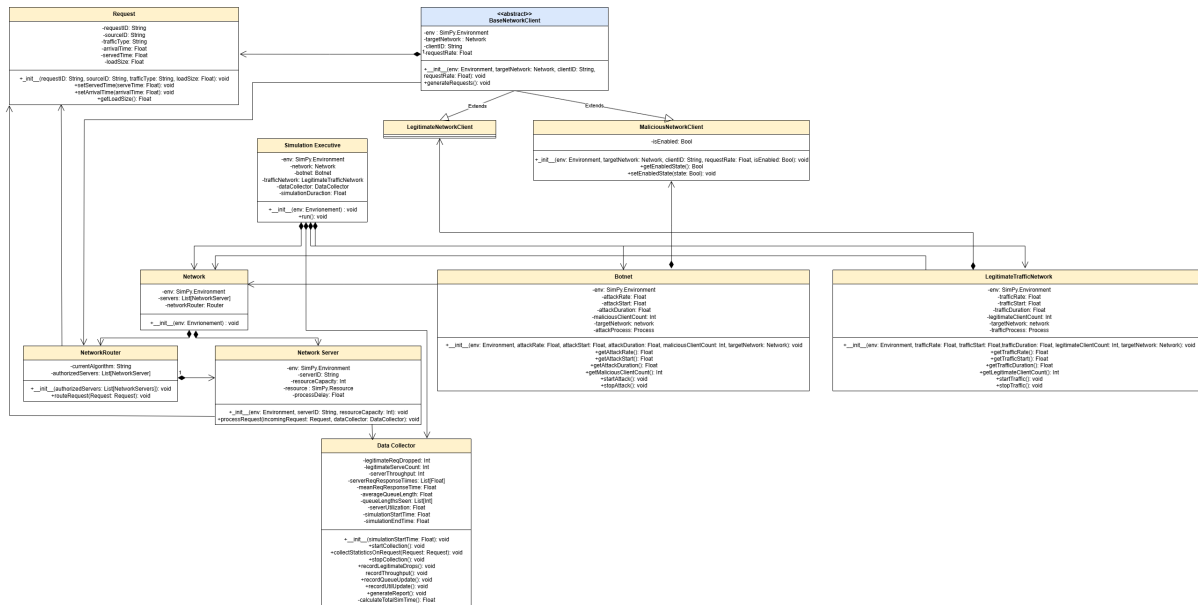 Request
-requestID: String
-sourceID: String
-trafficType: String
-arrivalTime: Float
-servedTime: Float
-loadSize: Float
+_init__(requestID: String, sourceID: String, trafficType: String, loadSize: Float): void
+setServedTime(serveTime: Float): void
+setArrivalTime(arrivalTime: Float): void
+getLoadSize(): Float
<<abstract>>
BaseNetworkClient
-env : SimPy.Environment
-targetNetwork : Network
-clientID: String
-requestRate: Float
1
+__init__(env: Environment, targetNetwork: Network, clientID: String,
requestRate: Float): void
+generateRequests(): void
Extends
Extends
LegitimateNetworkClient
MaliciousNetworkClient
-isEnabled: Bool
+_init__(env: Environment, targetNetwork: Network, clientID: String, requestRate: Float, isEnabled: Bool): void
+getEnabledState(): Bool
+setEnabledState(state: Bool): void
Simulation Executive
-env: SimPy.Environment
-network: Network
-botnet: Botnet
-trafficNetwork: LegitimateTrafficNetwork
-dataCollector: DataCollector
-simulationDuraction: Float
+__init__(env: Envrionement) : void
+run(): void
Network
-env: SimPy.Environment
-servers: List[NetworkServer]
-networkRouter: Router
+__init__(env: Envrionement) : void
Botnet
-env: SimPy.Environment
-attackRate: Float
-attackStart: Float
-attackDuration: Float
-maliciousClientCount: Int
-targetNetwork: network
-attackProcess: Process
+__init__(env: Environment, attackRate: Float, attackStart: Float, attackDuration: Float, maliciousClientCount: Int, targetNetwork: Network): void
+getAttackRate(): Float
+getAttackStart(): Float
+getAttackDuration(): Float
+getMaliciousClientCount(): Int
+startAttack(): void
+stopAttack(): void
LegitimateTrafficNetwork
-env: SimPy.Environment
-trafficRate: Float
-trafficStart: Float
-trafficDuration: Float
-legitimateClientCount: Int
-targetNetwork: network
-trafficProcess: Process
+__init__(env: Environment, trafficRate: Float, trafficStart: Float,trafficDuration: Float, legitimateClientCount: Int, targetNetwork: Network): void
+getTrafficRate(): Float
+getTrafficStart(): Float
+getTrafficDuration(): Float
+getLegitimateClientCount(): Int
+startTraffic(): void
+stopTraffic(): void
NetworkRouter
-currentAlgorithm: String
-authorizedServers: List[NetworkServer]
+__init__(authorizedServers: List[NetworkServers]): void
+routeRequest(Request: Request): void
1
Network Server
-env: SimPy.Environment
-serverID: String
-resourceCapacity: Int
-resource : SimPy.Resource
-processDelay: Float
+_init__(env: Environment, serverID: String, resourceCapacity: Int): void
+processRequest(incomingRequest: Request, dataCollector: DataCollector): void
Data Collector
-legitimateReqDropped: Int
-legitimateServeCount: Int
-serverThroughput: Int
-serverReqResponseTiimes: List[Float]
-meanReqResponseTime: Float
-averageQueueLength: Float
-queueLengthsSeen: List[Int]
-serverUtilization: Float
-simulationStartTime: Float
-simulationEndTime: Float
+__init__(simulationStartTime: Float): void
+startCollection(): void
+collectStatisticsOnRequest(Request: Request): void
+stopCollection(): void
+recordLegitimateDrops(): void
recordThroughput(): void
+recordQueueUpdate(): void
+recordUtilUpdate(): void
+generateReport(): void
-calculateTotalSimTime(): Float